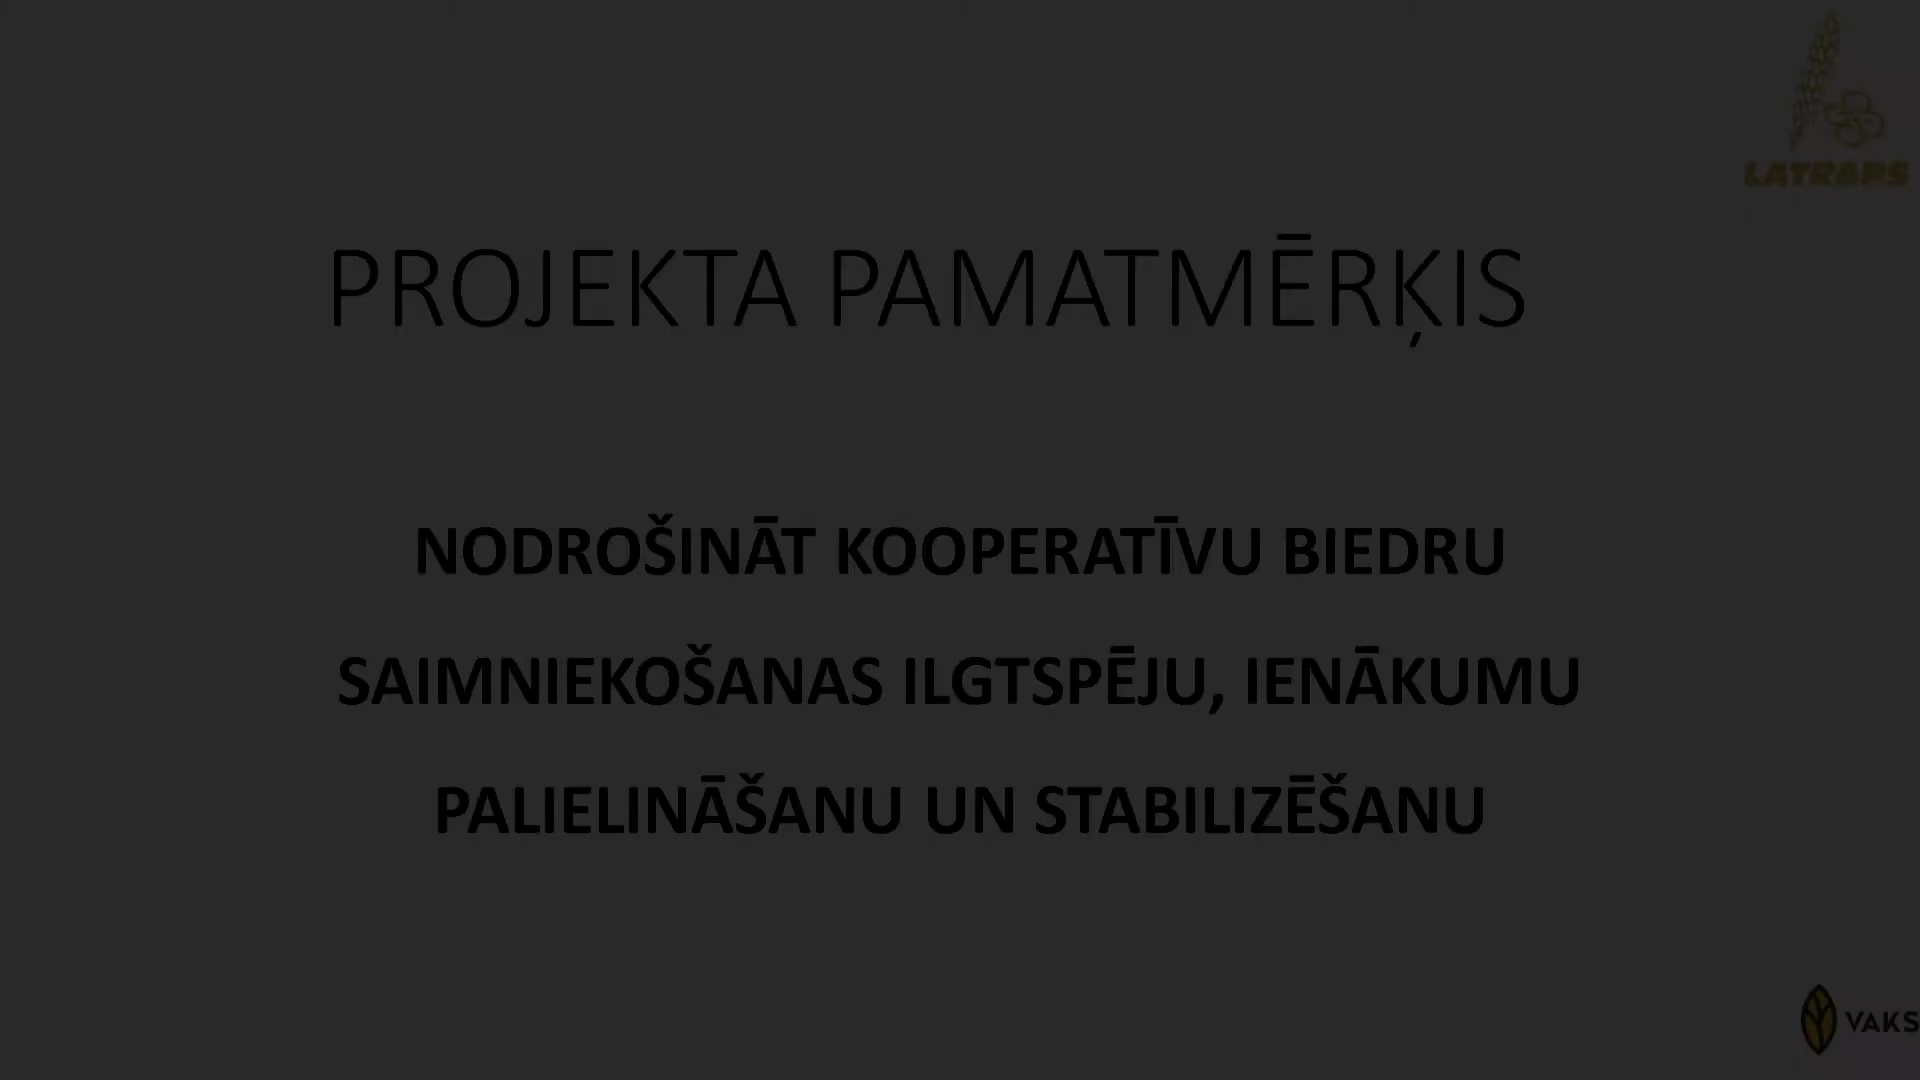 LATRAPS
PROJEKTA PAMATMĒRĶIS
NODROŠINĀT KOOPERATĪVU BIEDRU
SAIMNIEKOŠANAS ILGTSPĒJU, IENĀKUMU
PALIELINĀŠANU UN STABILIZĒŠANU
VAKS